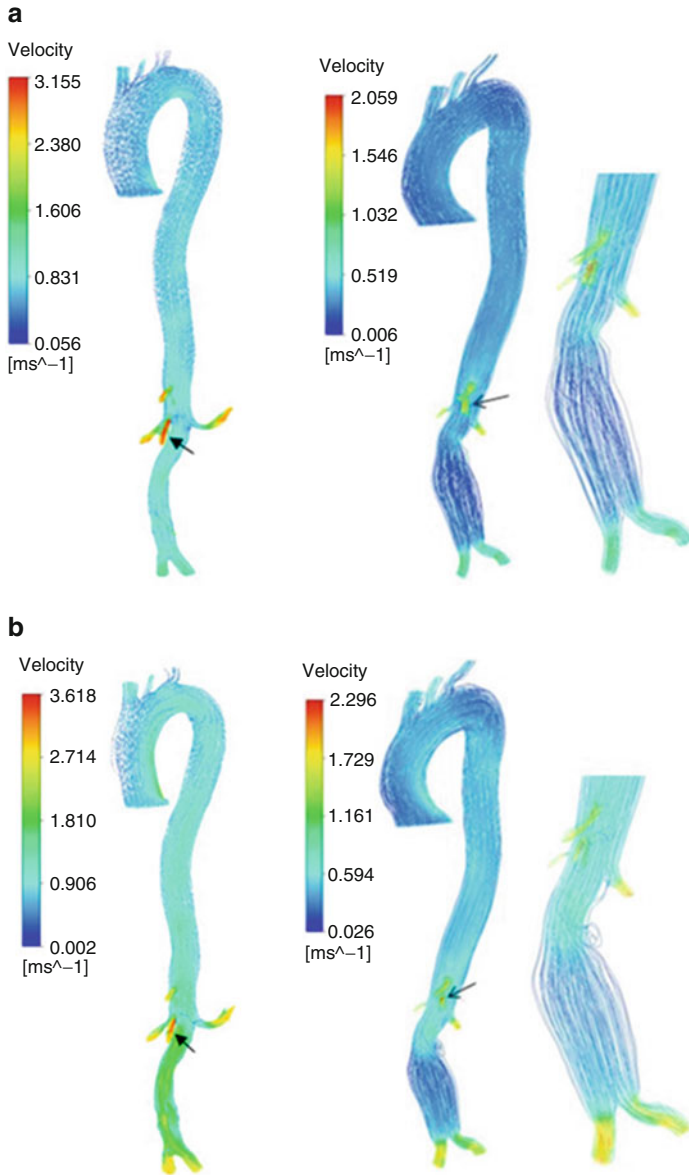 a
Velocity
3.155
2.380
1.606
0.831
0.056
[ms^−1]
Velocity
2.059
1.546
1.032
0.519
0.006
[ms^−1]
b
Velocity
3.618
2.714
1.810
0.906
0.002
[ms^−1]
Velocity
2.296
1.729
1.161
0.594
0.026
[ms^−1]